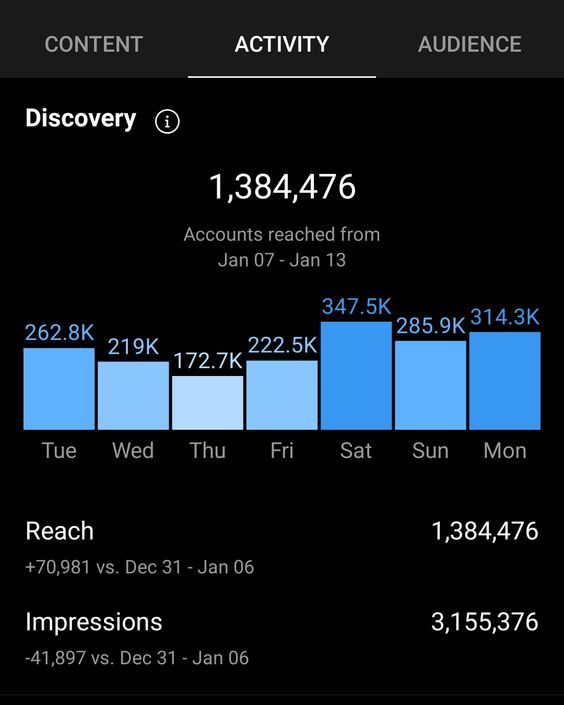 CONTENT ACTIVITY AUDIENCE
Discovery
1,384,476
Accounts reached from
Jan 07 - Jan 13
262.8K 219K 172.7K 222.5K 347.5K 285.9K 314.3K
Tue Wed Thu Fri Sat Sun Mon
Reach 1,384,476
+70,981 vs. Dec 31 - Jan 06
Impressions 3,155,376
-41,897 vs. Dec 31 - Jan 06